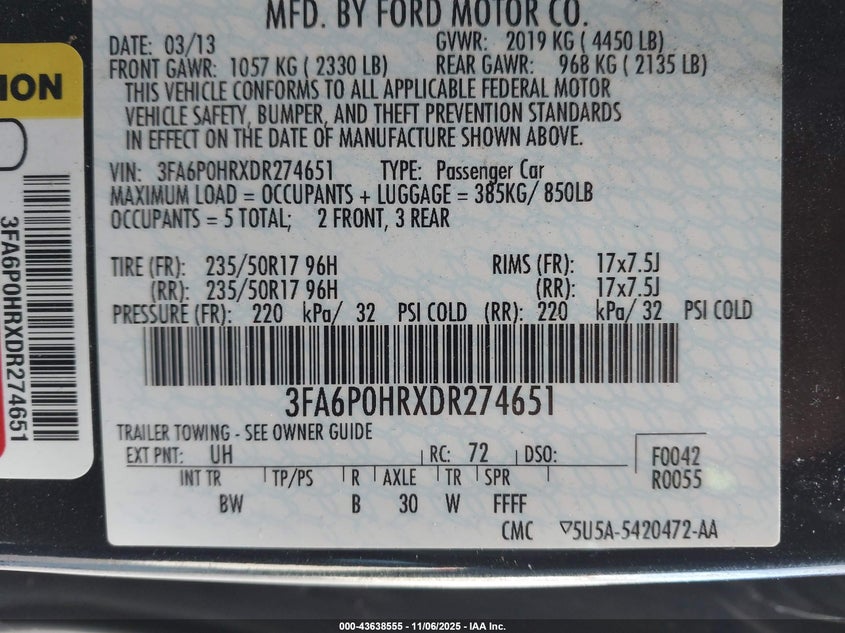 MFD. BY FORD MOTOR CO.
DATE: 03/13 GVWR: 2019 KG ( 4450 LB)
FRONT GAWR: 1057 KG ( 2330 LB) REAR GAWR: 968 KG ( 2135 LB)
THIS VEHICLE CONFORMS TO ALL APPLICABLE FEDERAL MOTOR
VEHICLE SAFETY, BUMPER, AND THEFT PREVENTION STANDARDS
IN EFFECT ON THE DATE OF MANUFACTURE SHOWN ABOVE.
VIN: 3FA6P0HRXDR274651 TYPE: Passenger Car
MAXIMUM LOAD = OCCUPANTS + LUGGAGE = 385KG/ 850LB
OCCUPANTS = 5 TOTAL; 2 FRONT, 3 REAR
TIRE (FR): 235/50R17 96H RIMS (FR): 17x7.5J
(RR): 235/50R17 96H (RR): 17x7.5J
PRESSURE (FR): 220 kPa/ 32 PSI COLD (RR): 220 kPa/ 32 PSI COLD
3FA6P0HRXDR274651
TRAILER TOWING - SEE OWNER GUIDE
EXT PNT: UH RC: 72 DSO: F0042
R0055
INT TR TP/PS R AXLE TR SPR
BW B 30 W FFFF
CMC 5U5A-5420472-AA
ION
3FA6P0HRXDR274651
000-43638555 - 11/06/2025 - IAA Inc.